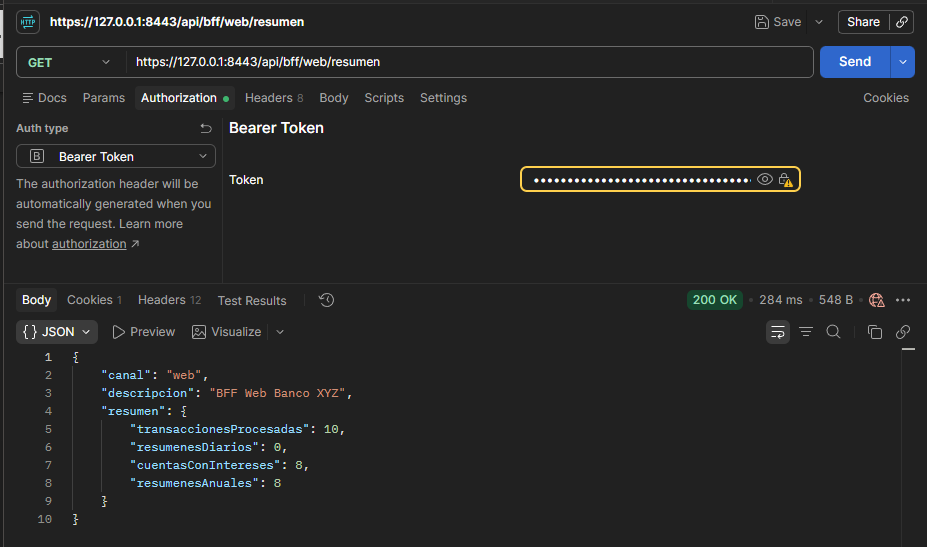 HTTP https://127.0.0.1:8443/api/bff/web/resumen Save Share
GET https://127.0.0.1:8443/api/bff/web/resumen Send
Docs Params Authorization Headers 8 Body Scripts Settings Cookies
Auth type
B Bearer Token
The authorization header will be
automatically generated when you
send the request. Learn more
about authorization ↗
Bearer Token
Token ••••••••••••••••••••••••••••••••
Body Cookies 1 Headers 12 Test Results 200 OK • 284 ms • 548 B
{} JSON Preview Visualize
1 {
2 "canal": "web",
3 "descripcion": "BFF Web Banco XYZ",
4 "resumen": {
5 "transaccionesProcesadas": 10,
6 "resumenesDiarios": 0,
7 "cuentasConIntereses": 8,
8 "resumenesAnuales": 8
9 }
10 }